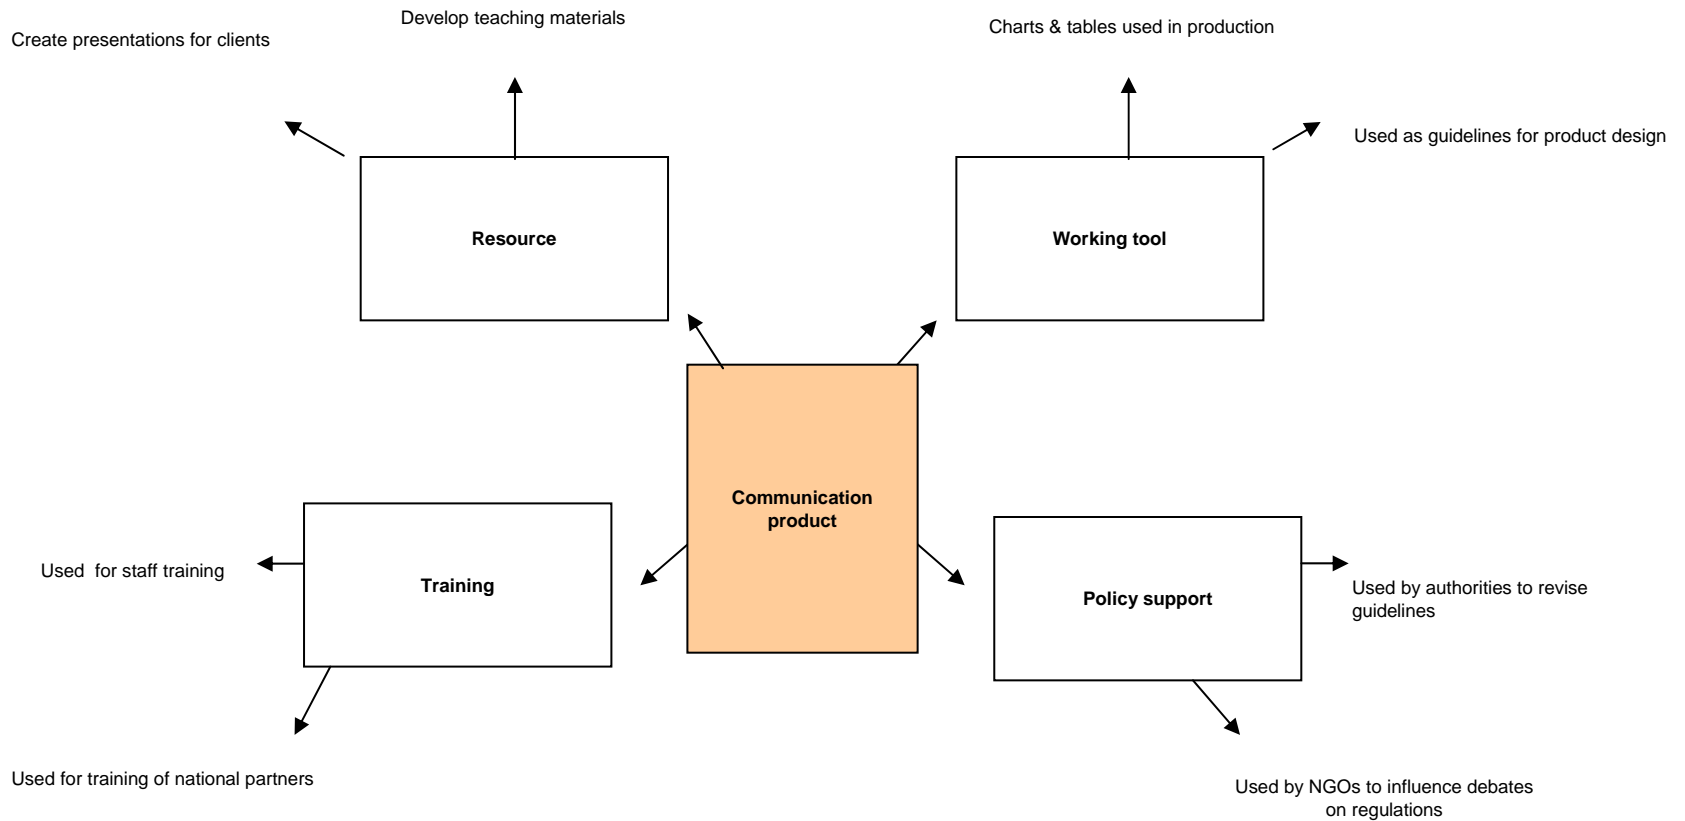 Develop teaching materials
Create presentations for clients
Charts & tables used in production
Used as guidelines for product design
Resource
Working tool
Communication
product
Used  for staff training
Training
Policy support
Used by authorities to revise
guidelines
Used for training of national partners
Used by NGOs to influence debates
on regulations